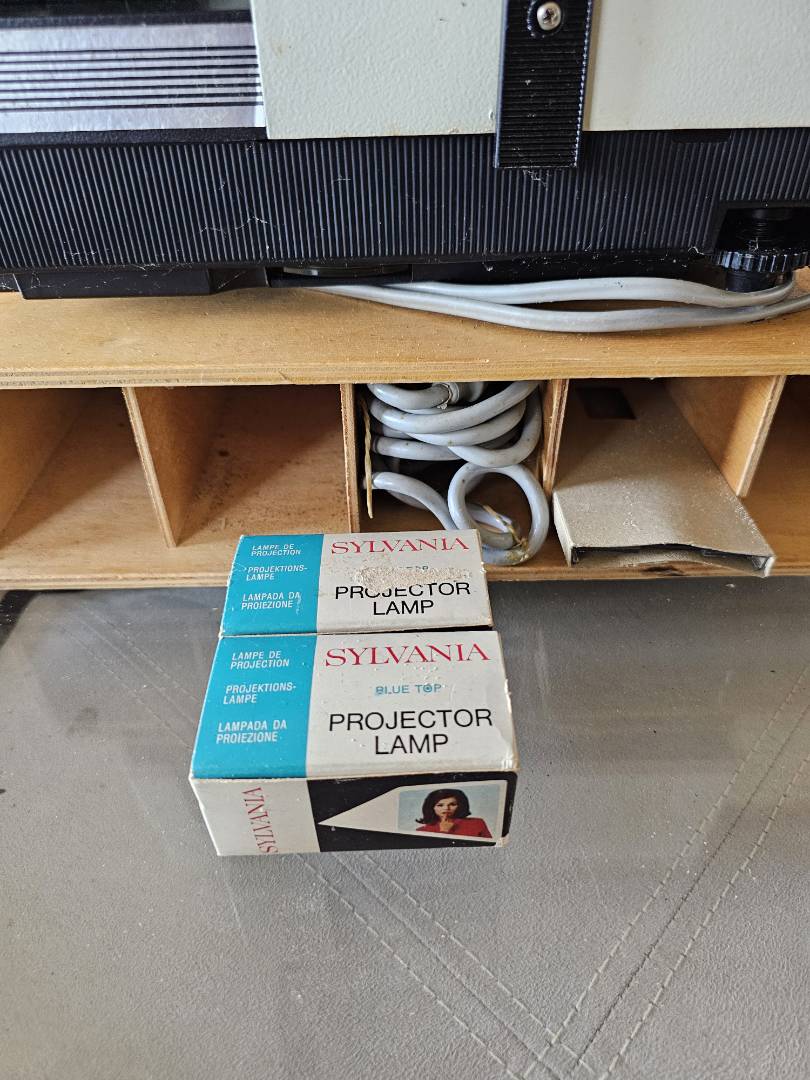 LAMPE DE
PROJECTION
PROJEKTIONS-
LAMPE
LAMPADA DA
PROIEZIONE
SYLVANIA
PROJECTOR
LAMP
LAMPE DE
PROJECTION
PROJEKTIONS-
LAMPE
LAMPADA DA
PROIEZIONE
SYLVANIA
BLUE TOP
PROJECTOR
LAMP
SYLVANIA